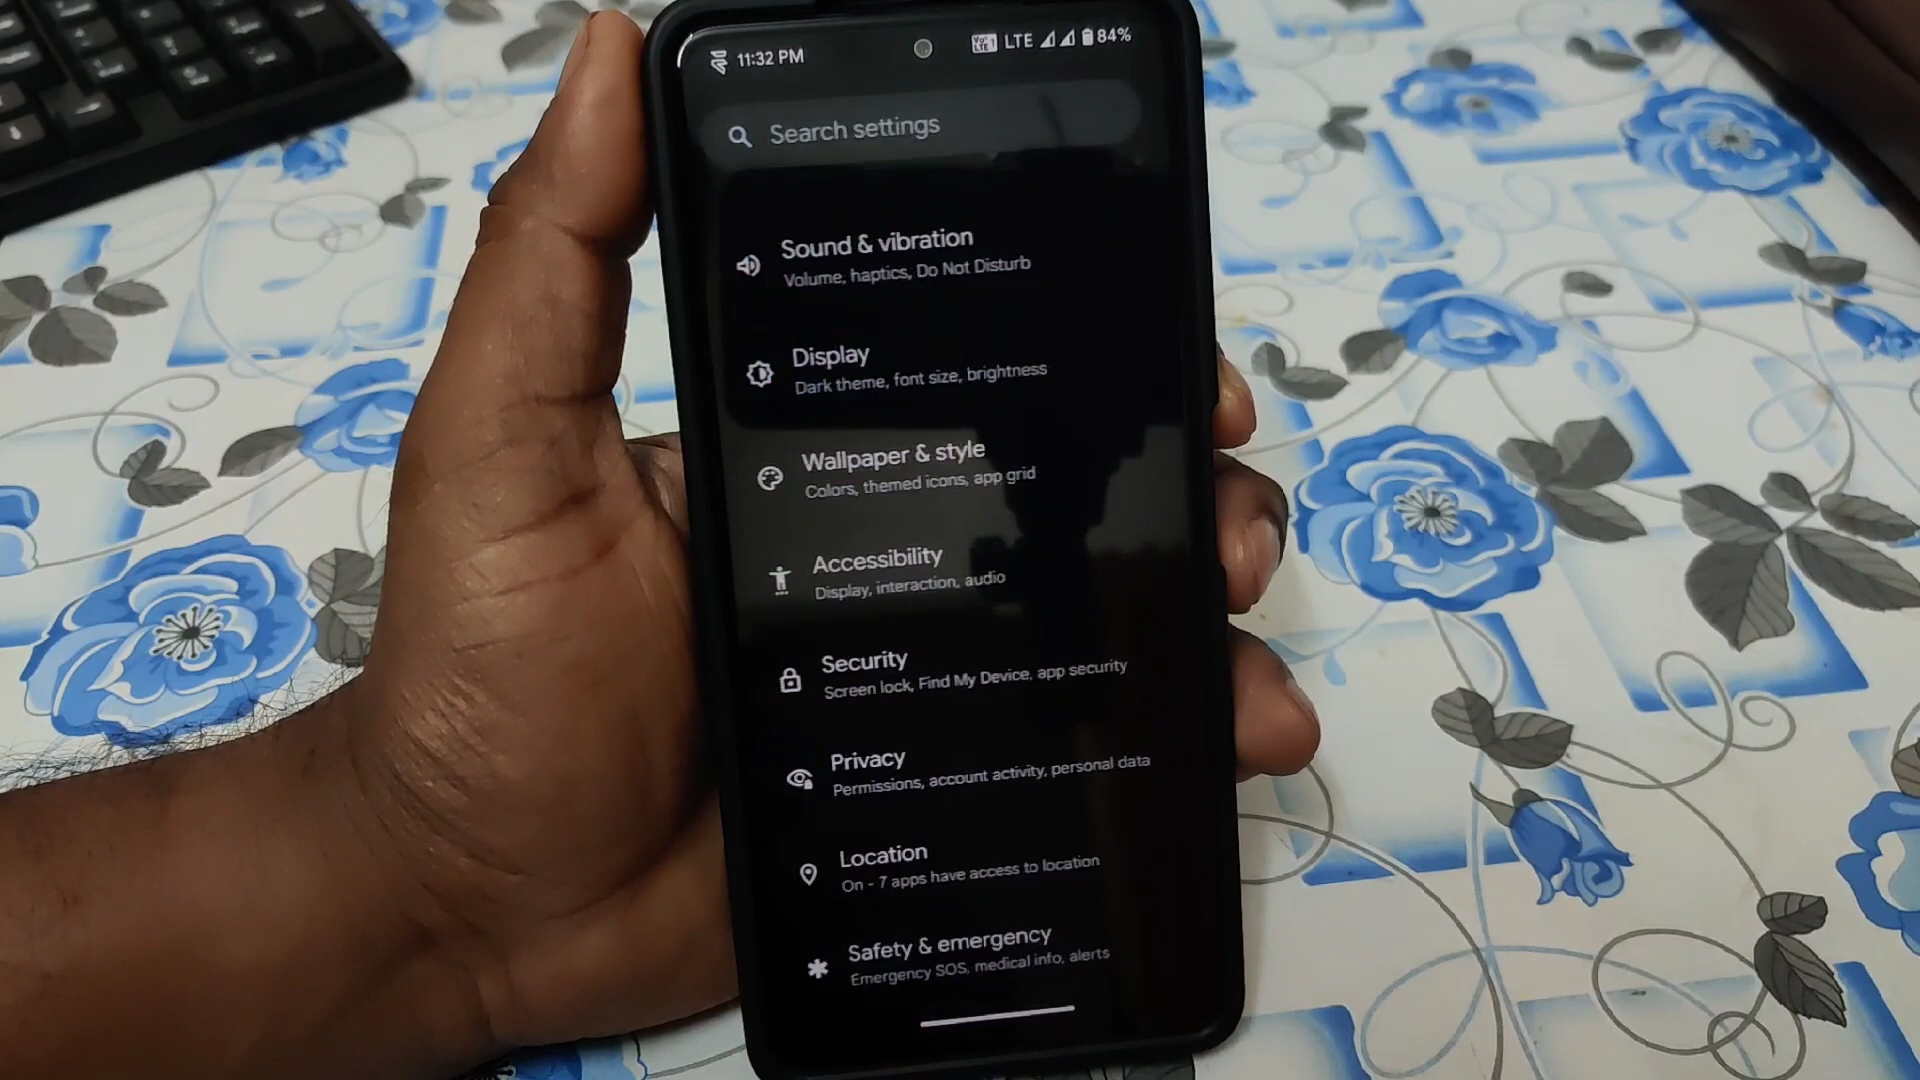 11:32 PM
VoLTE 1 LTE 84%
Search settings
Sound & vibration
Volume, haptics, Do Not Disturb
Display
Dark theme, font size, brightness
Wallpaper & style
Colors, themed icons, app grid
Accessibility
Display, interaction, audio
Security
Screen lock, Find My Device, app security
Privacy
Permissions, account activity, personal data
Location
On - 7 apps have access to location
Safety & emergency
Emergency SOS, medical info, alerts